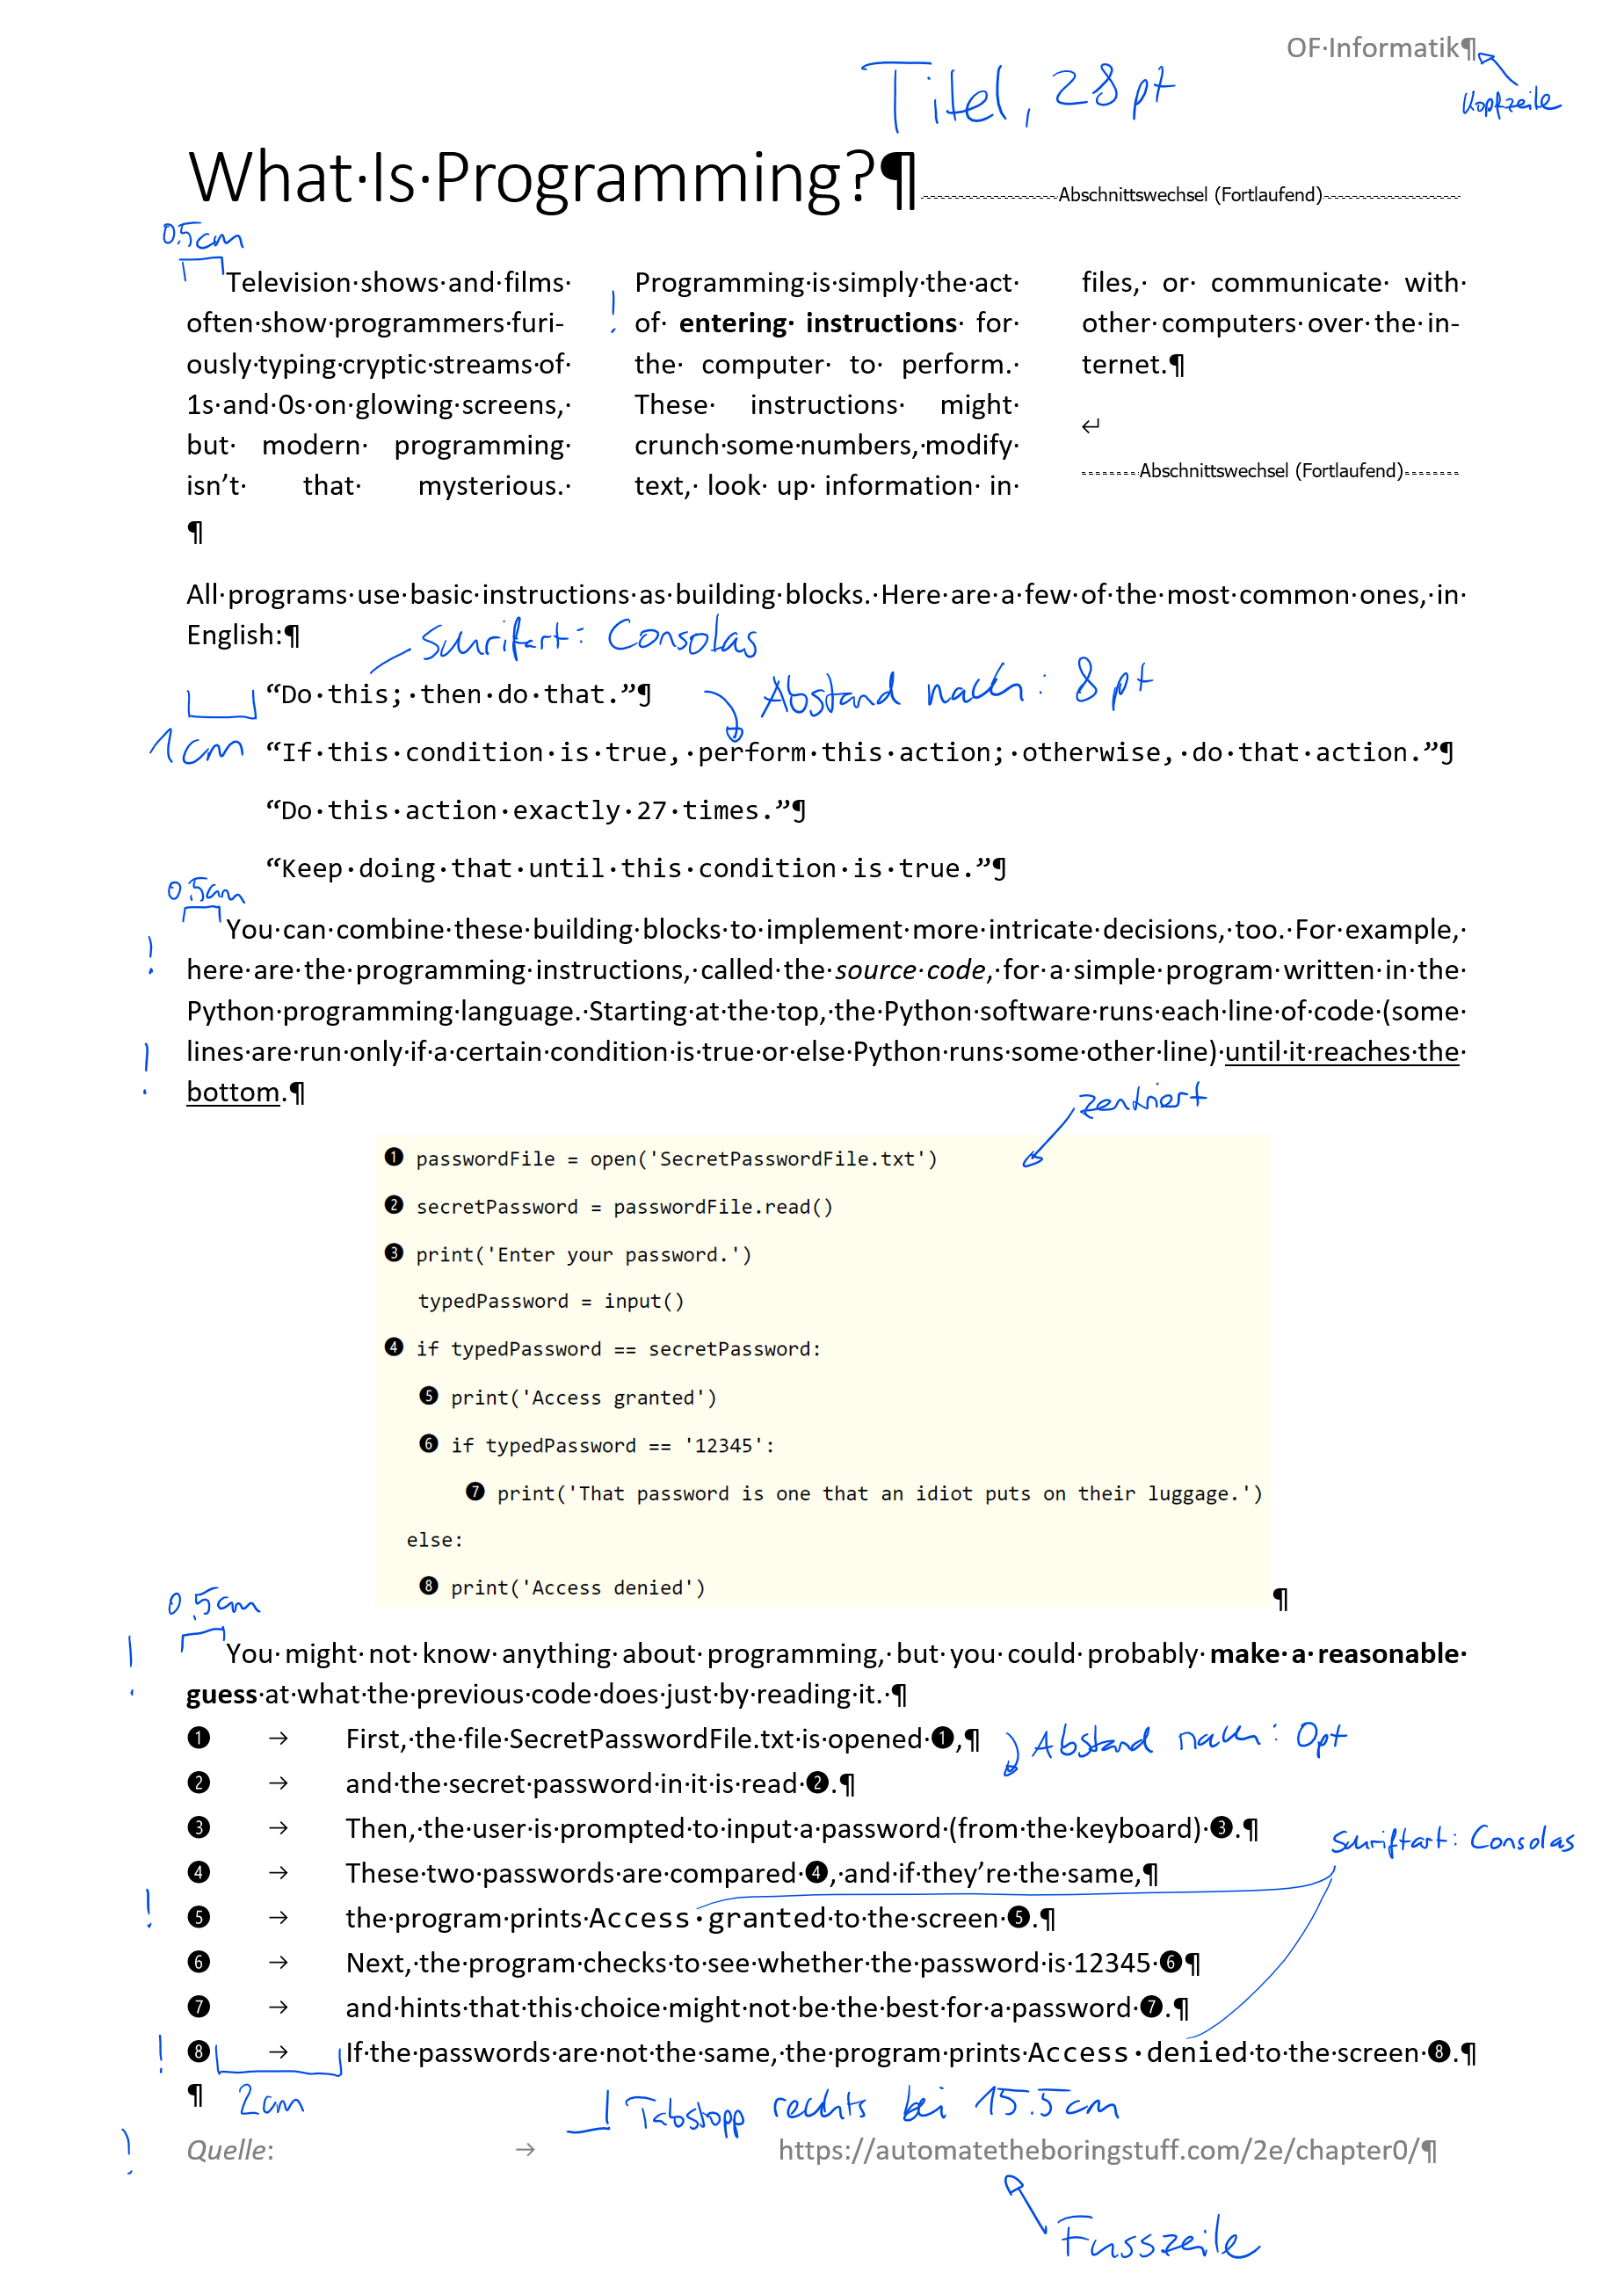 OF·Informatik¶
Kopfzeile
Titel, 28pt
What·Is·Programming?¶ Abschnittswechsel (Fortlaufend)
0.5cm
Television·shows·and·films·
often·show·programmers·furi-
ously·typing·cryptic·streams·of·
1s·and·0s·on·glowing·screens,·
but· modern· programming·
isn’t· that· mysterious.·
!
Programming·is·simply·the·act·
of· entering· instructions· for·
the· computer· to· perform.·
These· instructions· might·
crunch·some·numbers,·modify·
text,· look· up· information· in·
files,· or· communicate· with·
other·computers·over·the·in-
ternet.¶
↵
Abschnittswechsel (Fortlaufend)
¶
All·programs·use·basic·instructions·as·building·blocks.·Here·are·a·few·of·the·most·common·ones,·in·
English:¶
Schriftart: Consolas
“Do·this;·then·do·that.”¶
Abstand nach: 8pt
1cm
“If·this·condition·is·true,·perform·this·action;·otherwise,·do·that·action.”¶
“Do·this·action·exactly·27·times.”¶
“Keep·doing·that·until·this·condition·is·true.”¶
0.5cm
You·can·combine·these·building·blocks·to·implement·more·intricate·decisions,·too.·For·example,·
! here·are·the·programming·instructions,·called·the·source·code,·for·a·simple·program·written·in·the·
Python·programming·language.·Starting·at·the·top,·the·Python·software·runs·each·line·of·code·(some·
! lines·are·run·only·if·a·certain·condition·is·true·or·else·Python·runs·some·other·line)·until·it·reaches·the·
bottom.¶
zentriert
❶ passwordFile = open('SecretPasswordFile.txt')
❷ secretPassword = passwordFile.read()
❸ print('Enter your password.')
typedPassword = input()
❹ if typedPassword == secretPassword:
❺ print('Access granted')
❻ if typedPassword == '12345':
❼ print('That password is one that an idiot puts on their luggage.')
else:
❽ print('Access denied')
¶
0.5cm
! You·might·not·know·anything·about·programming,·but·you·could·probably·make·a·reasonable·
guess·at·what·the·previous·code·does·just·by·reading·it.·¶
❶ → First,·the·file·SecretPasswordFile.txt·is·opened·❶,¶
Abstand nach: 0pt
❷ → and·the·secret·password·in·it·is·read·❷.¶
❸ → Then,·the·user·is·prompted·to·input·a·password·(from·the·keyboard)·❸.¶
Schriftart: Consolas
❹ → These·two·passwords·are·compared·❹,·and·if·they’re·the·same,¶
! ❺ → the·program·prints·Access·granted·to·the·screen·❺.¶
❻ → Next,·the·program·checks·to·see·whether·the·password·is·12345·❻¶
❼ → and·hints·that·this·choice·might·not·be·the·best·for·a·password·❼.¶
! ❽ → If·the·passwords·are·not·the·same,·the·program·prints·Access·denied·to·the·screen·❽.¶
¶ 2cm
Tabstopp rechts bei 15.5cm
! Quelle: → https://automatetheboringstuff.com/2e/chapter0/¶
Fusszeile